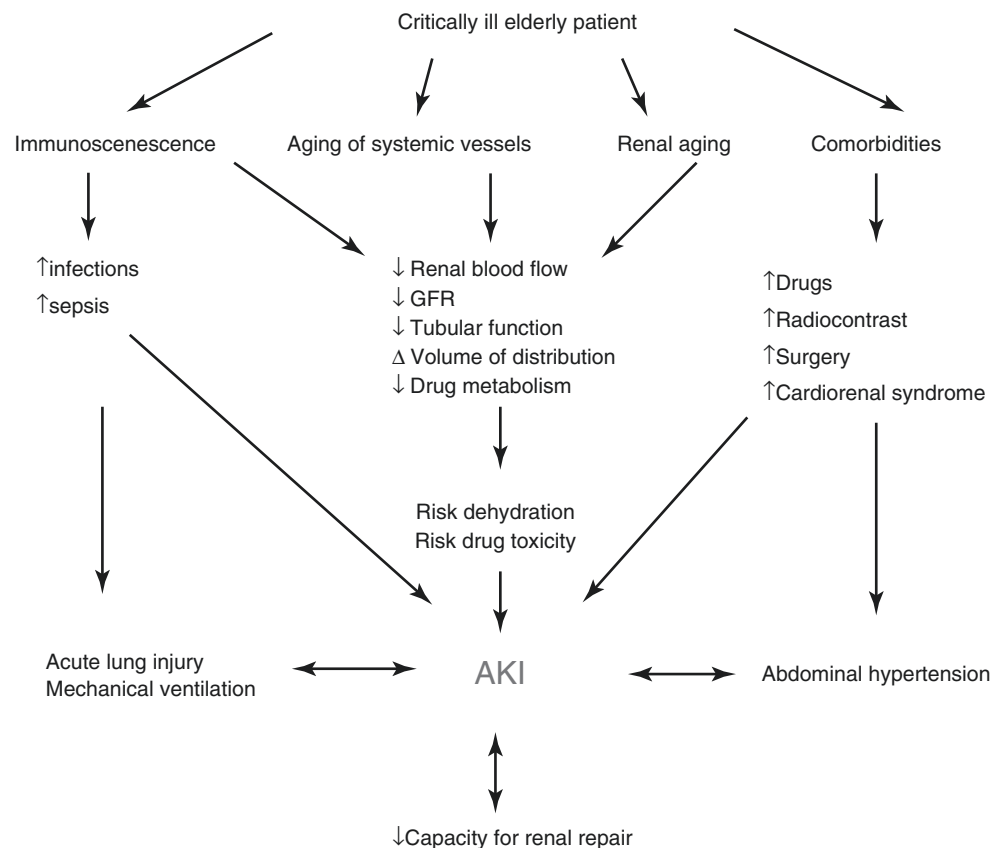 Critically ill elderly patient
Immunoscenescence
Aging of systemic vessels
Renal aging
Comorbidities
↑infections
↑sepsis
↓ Renal blood flow
↓ GFR
↓ Tubular function
Δ Volume of distribution
↓ Drug metabolism
↑Drugs
↑Radiocontrast
↑Surgery
↑Cardiorenal syndrome
Risk dehydration
Risk drug toxicity
Acute lung injury
Mechanical ventilation
AKI
Abdominal hypertension
↓Capacity for renal repair